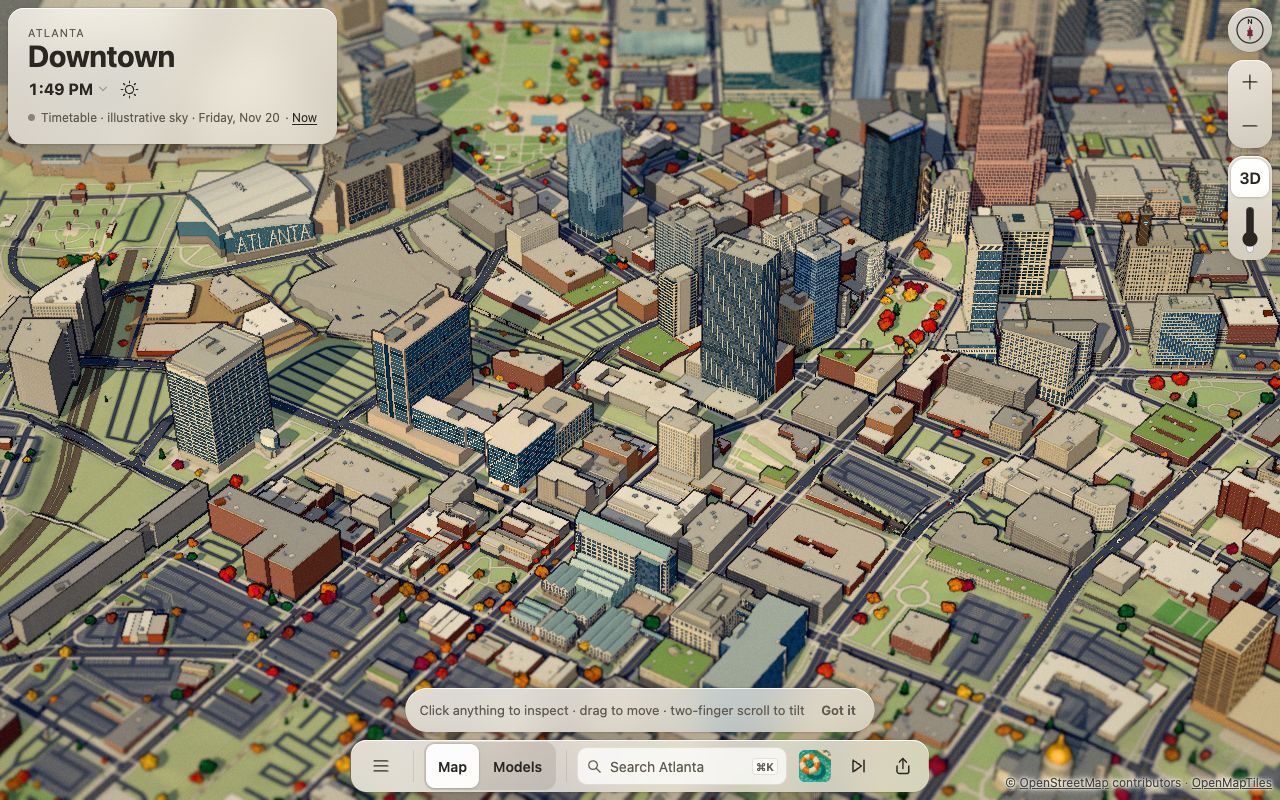 ATLANTA
Downtown
1:49 PM
Timetable · illustrative sky · Friday, Nov 20 · Now
N
+
−
3D
ATLANTA
Click anything to inspect · drag to move · two-finger scroll to tilt Got it
Map Models Search Atlanta ⌘K
© OpenStreetMap contributors · OpenMapTiles